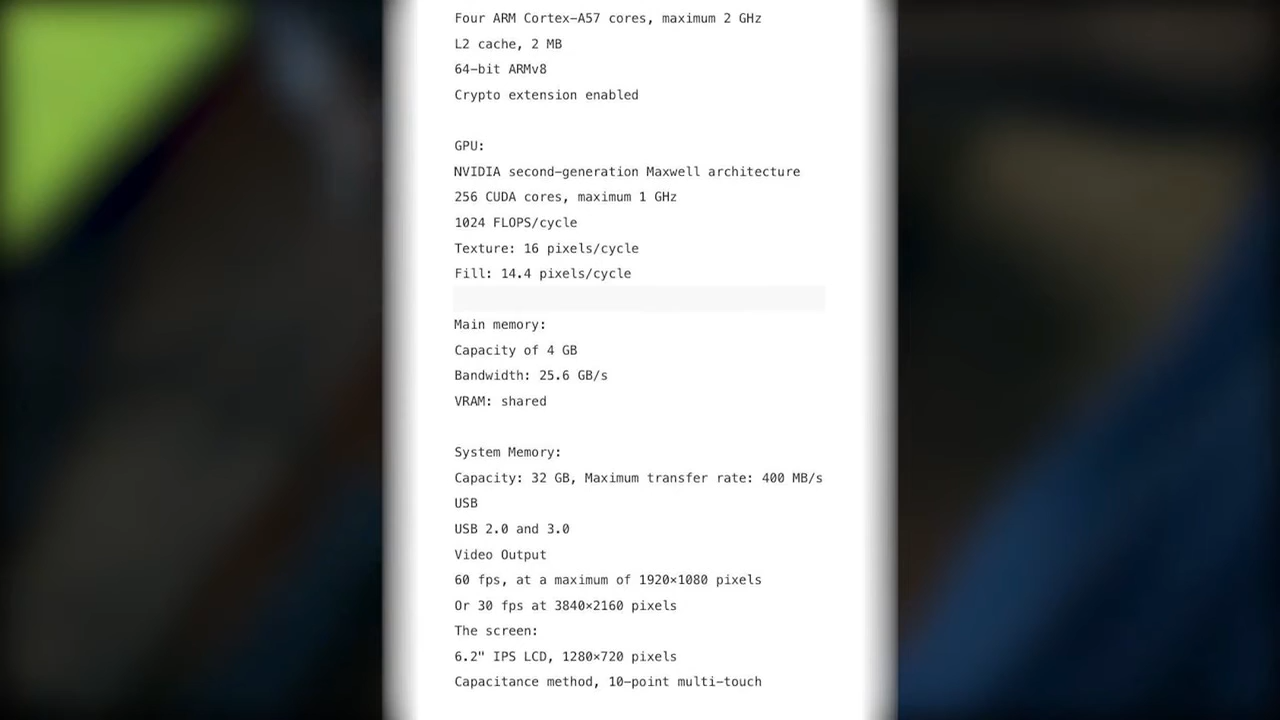 Four ARM Cortex-A57 cores, maximum 2 GHz
L2 cache, 2 MB
64-bit ARMv8
Crypto extension enabled
GPU:
NVIDIA second-generation Maxwell architecture
256 CUDA cores, maximum 1 GHz
1024 FLOPS/cycle
Texture: 16 pixels/cycle
Fill: 14.4 pixels/cycle
Main memory:
Capacity of 4 GB
Bandwidth: 25.6 GB/s
VRAM: shared
System Memory:
Capacity: 32 GB, Maximum transfer rate: 400 MB/s
USB
USB 2.0 and 3.0
Video Output
60 fps, at a maximum of 1920×1080 pixels
Or 30 fps at 3840×2160 pixels
The screen:
6.2" IPS LCD, 1280×720 pixels
Capacitance method, 10-point multi-touch